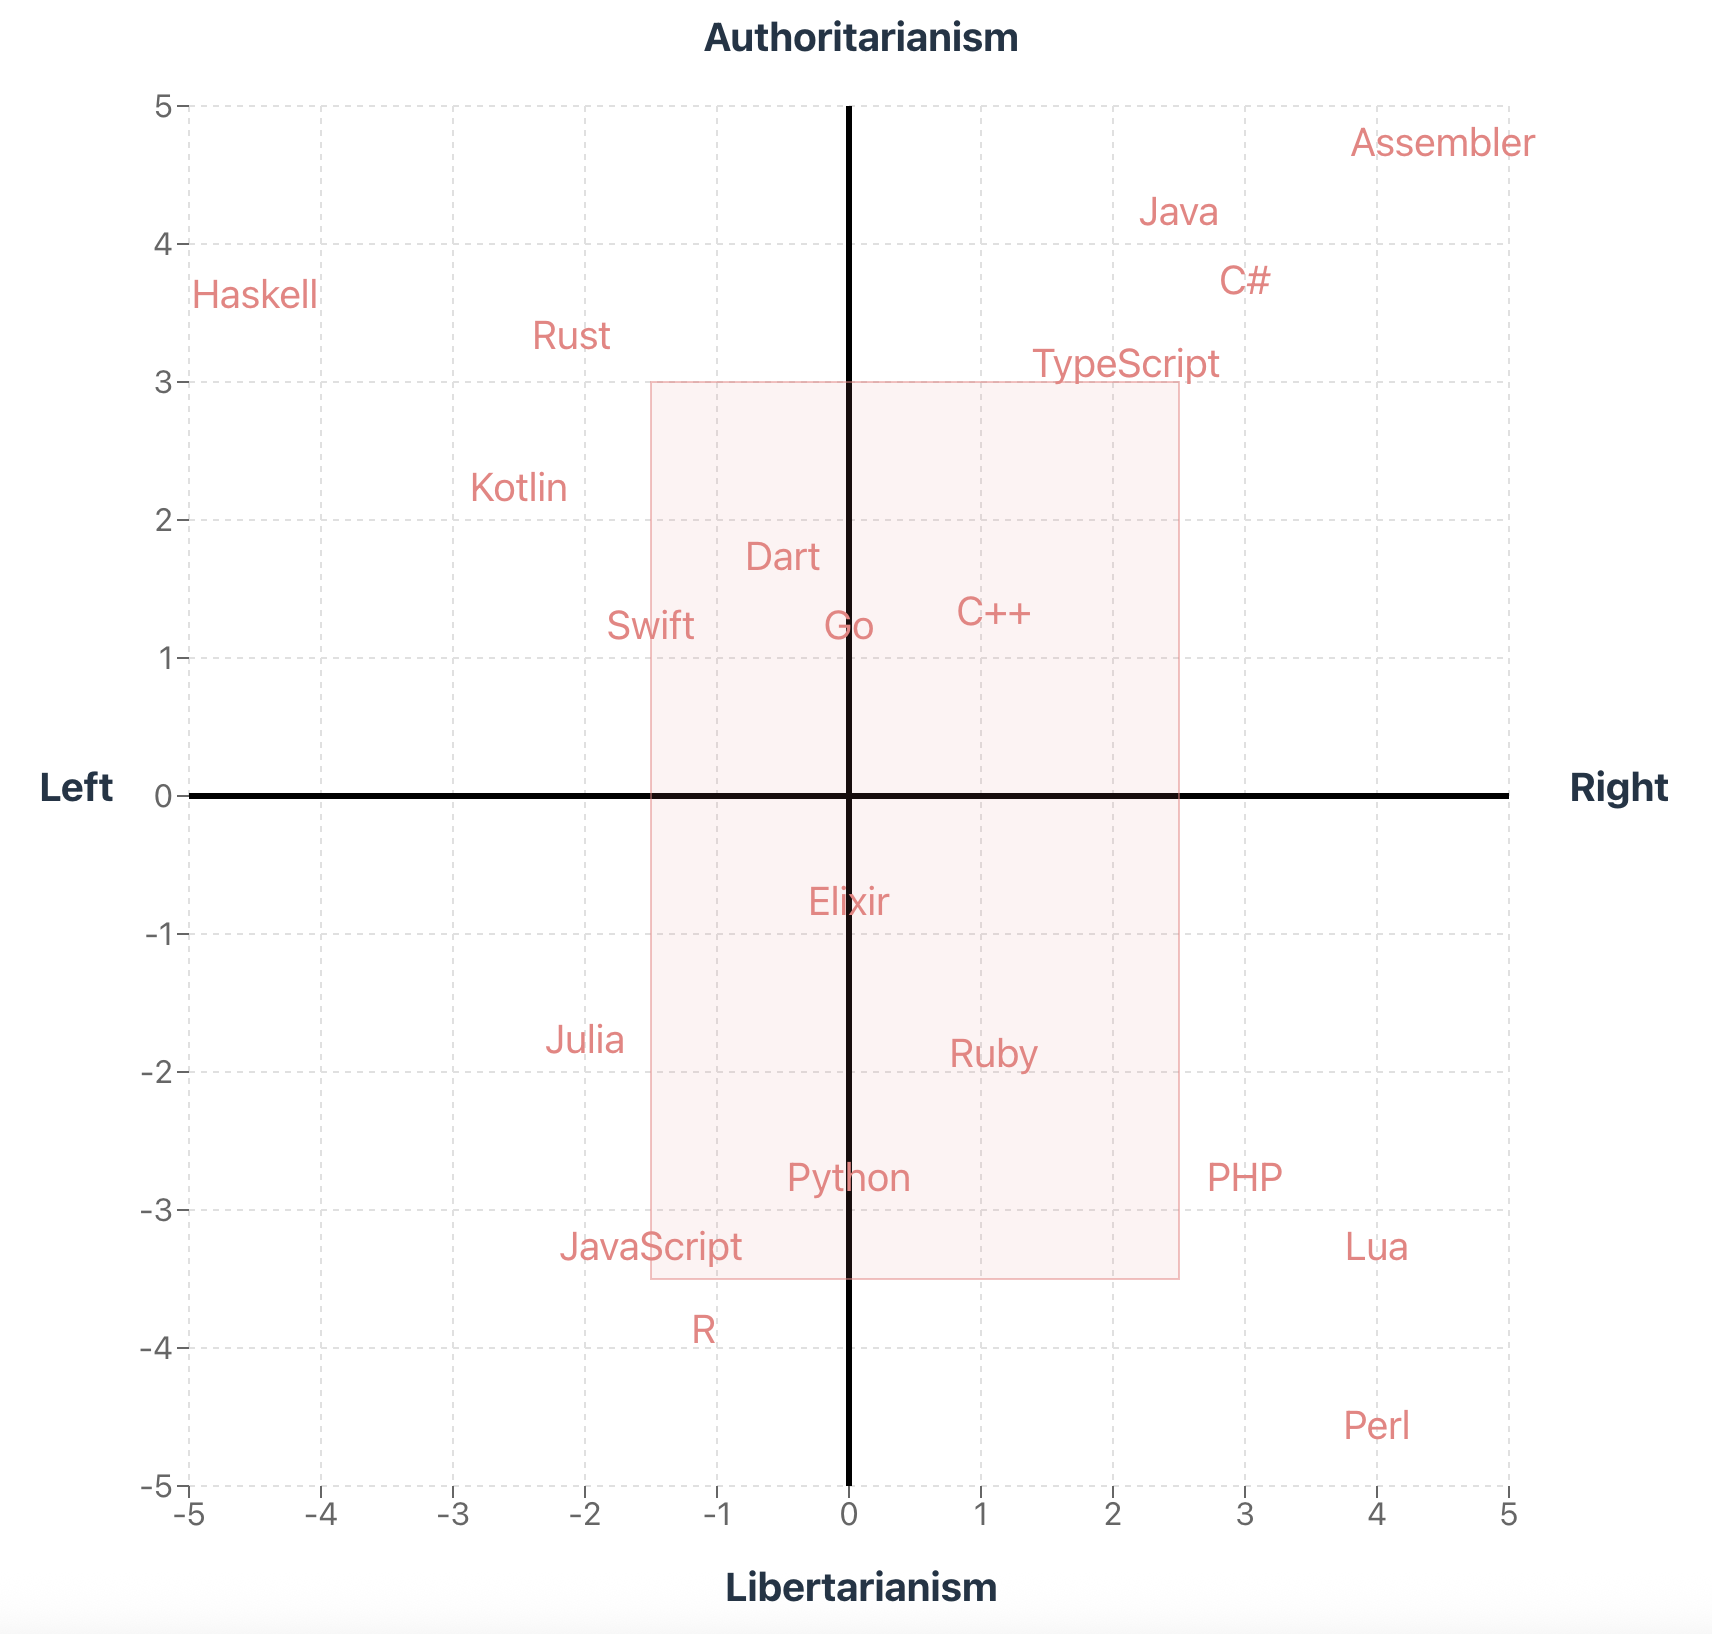 Authoritarianism
5
Assembler
Java
4
C#
Haskell
Rust
TypeScript
3
Kotlin
2
Dart
C++
Swift
Go
1
Left
0
Right
Elixir
-1
Julia
Ruby
-2
Python
PHP
-3
JavaScript
Lua
R
-4
Perl
-5
-5 -4 -3 -2 -1 0 1 2 3 4 5
Libertarianism